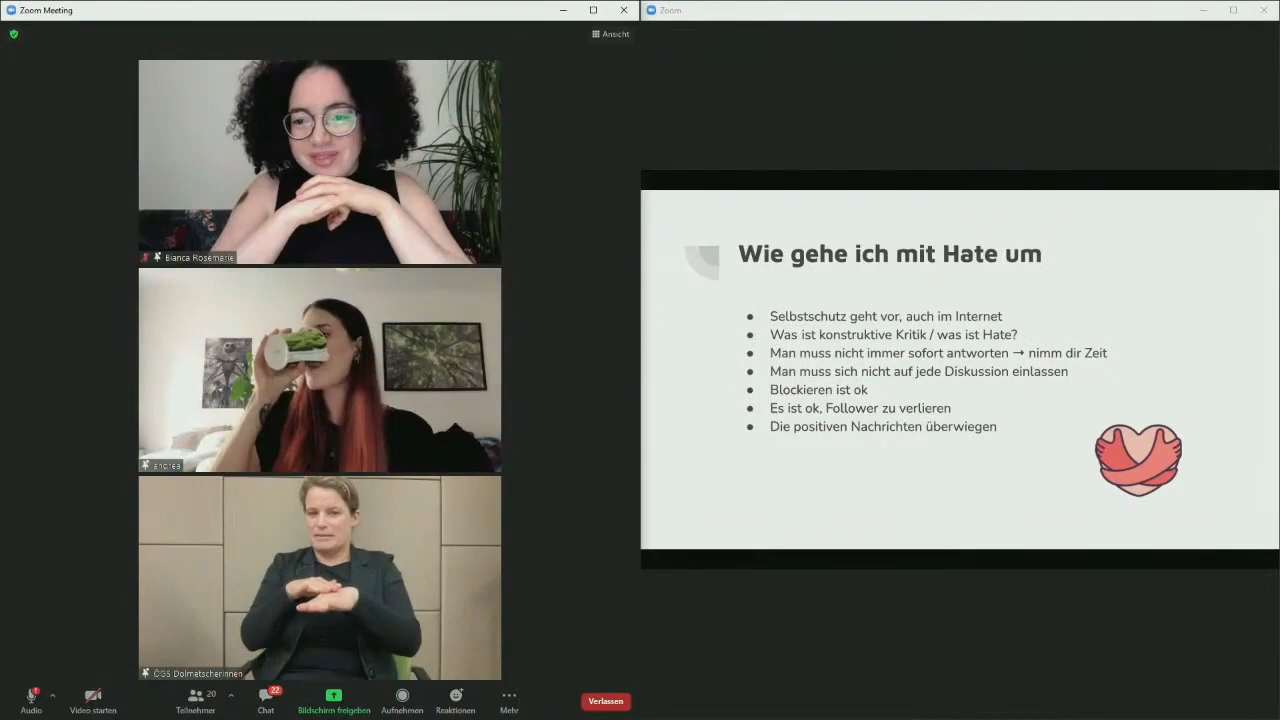 Zoom Meeting
Ansicht
Bianca Rosemarie
andrea
ÖGS Dolmetscherinnen
Audio
Video starten
20
Teilnehmer
22
Chat
Bildschirm freigeben
Aufnehmen
Reaktionen
Mehr
Verlassen
Zoom
Wie gehe ich mit Hate um
● Selbstschutz geht vor, auch im Internet
● Was ist konstruktive Kritik / was ist Hate?
● Man muss nicht immer sofort antworten → nimm dir Zeit
● Man muss sich nicht auf jede Diskussion einlassen
● Blockieren ist ok
● Es ist ok, Follower zu verlieren
● Die positiven Nachrichten überwiegen